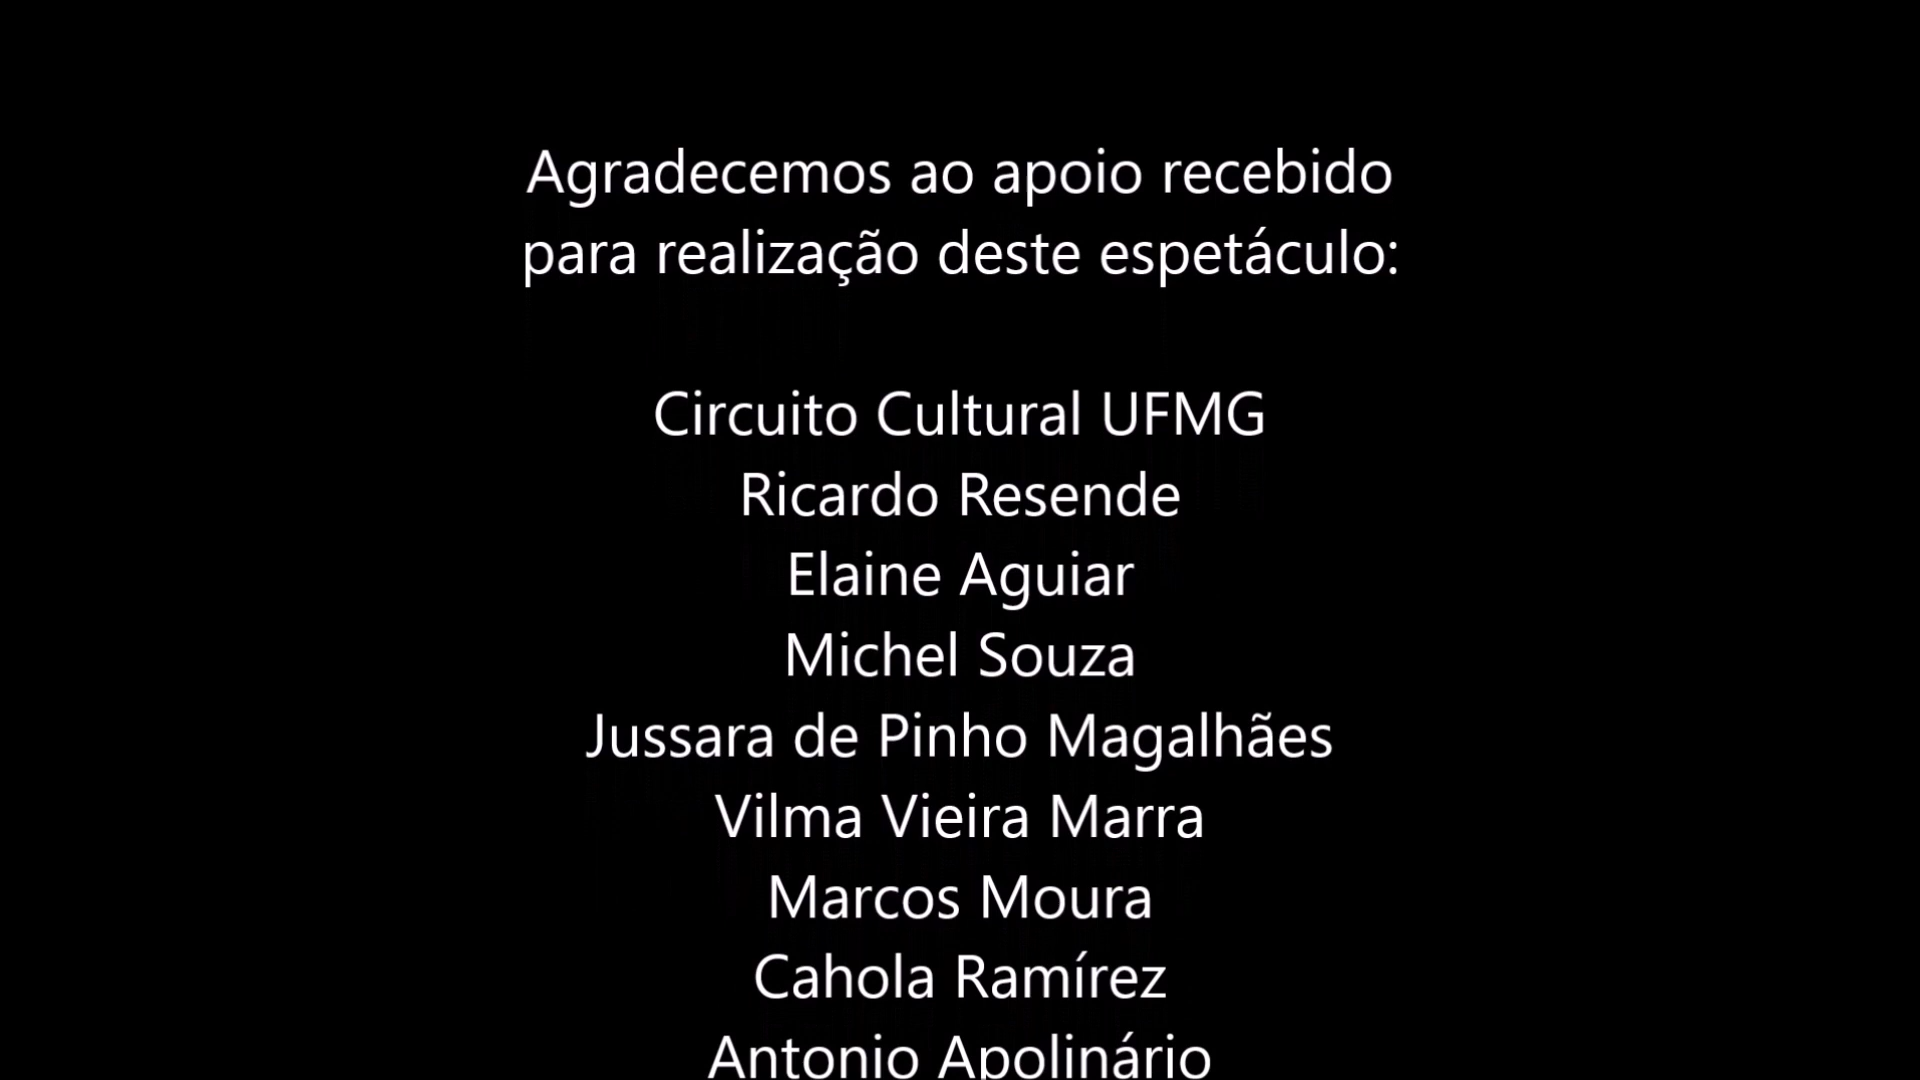 Agradecemos ao apoio recebido
para realização deste espetáculo:
Circuito Cultural UFMG
Ricardo Resende
Elaine Aguiar
Michel Souza
Jussara de Pinho Magalhães
Vilma Vieira Marra
Marcos Moura
Cahola Ramírez
Antonio Apolinário